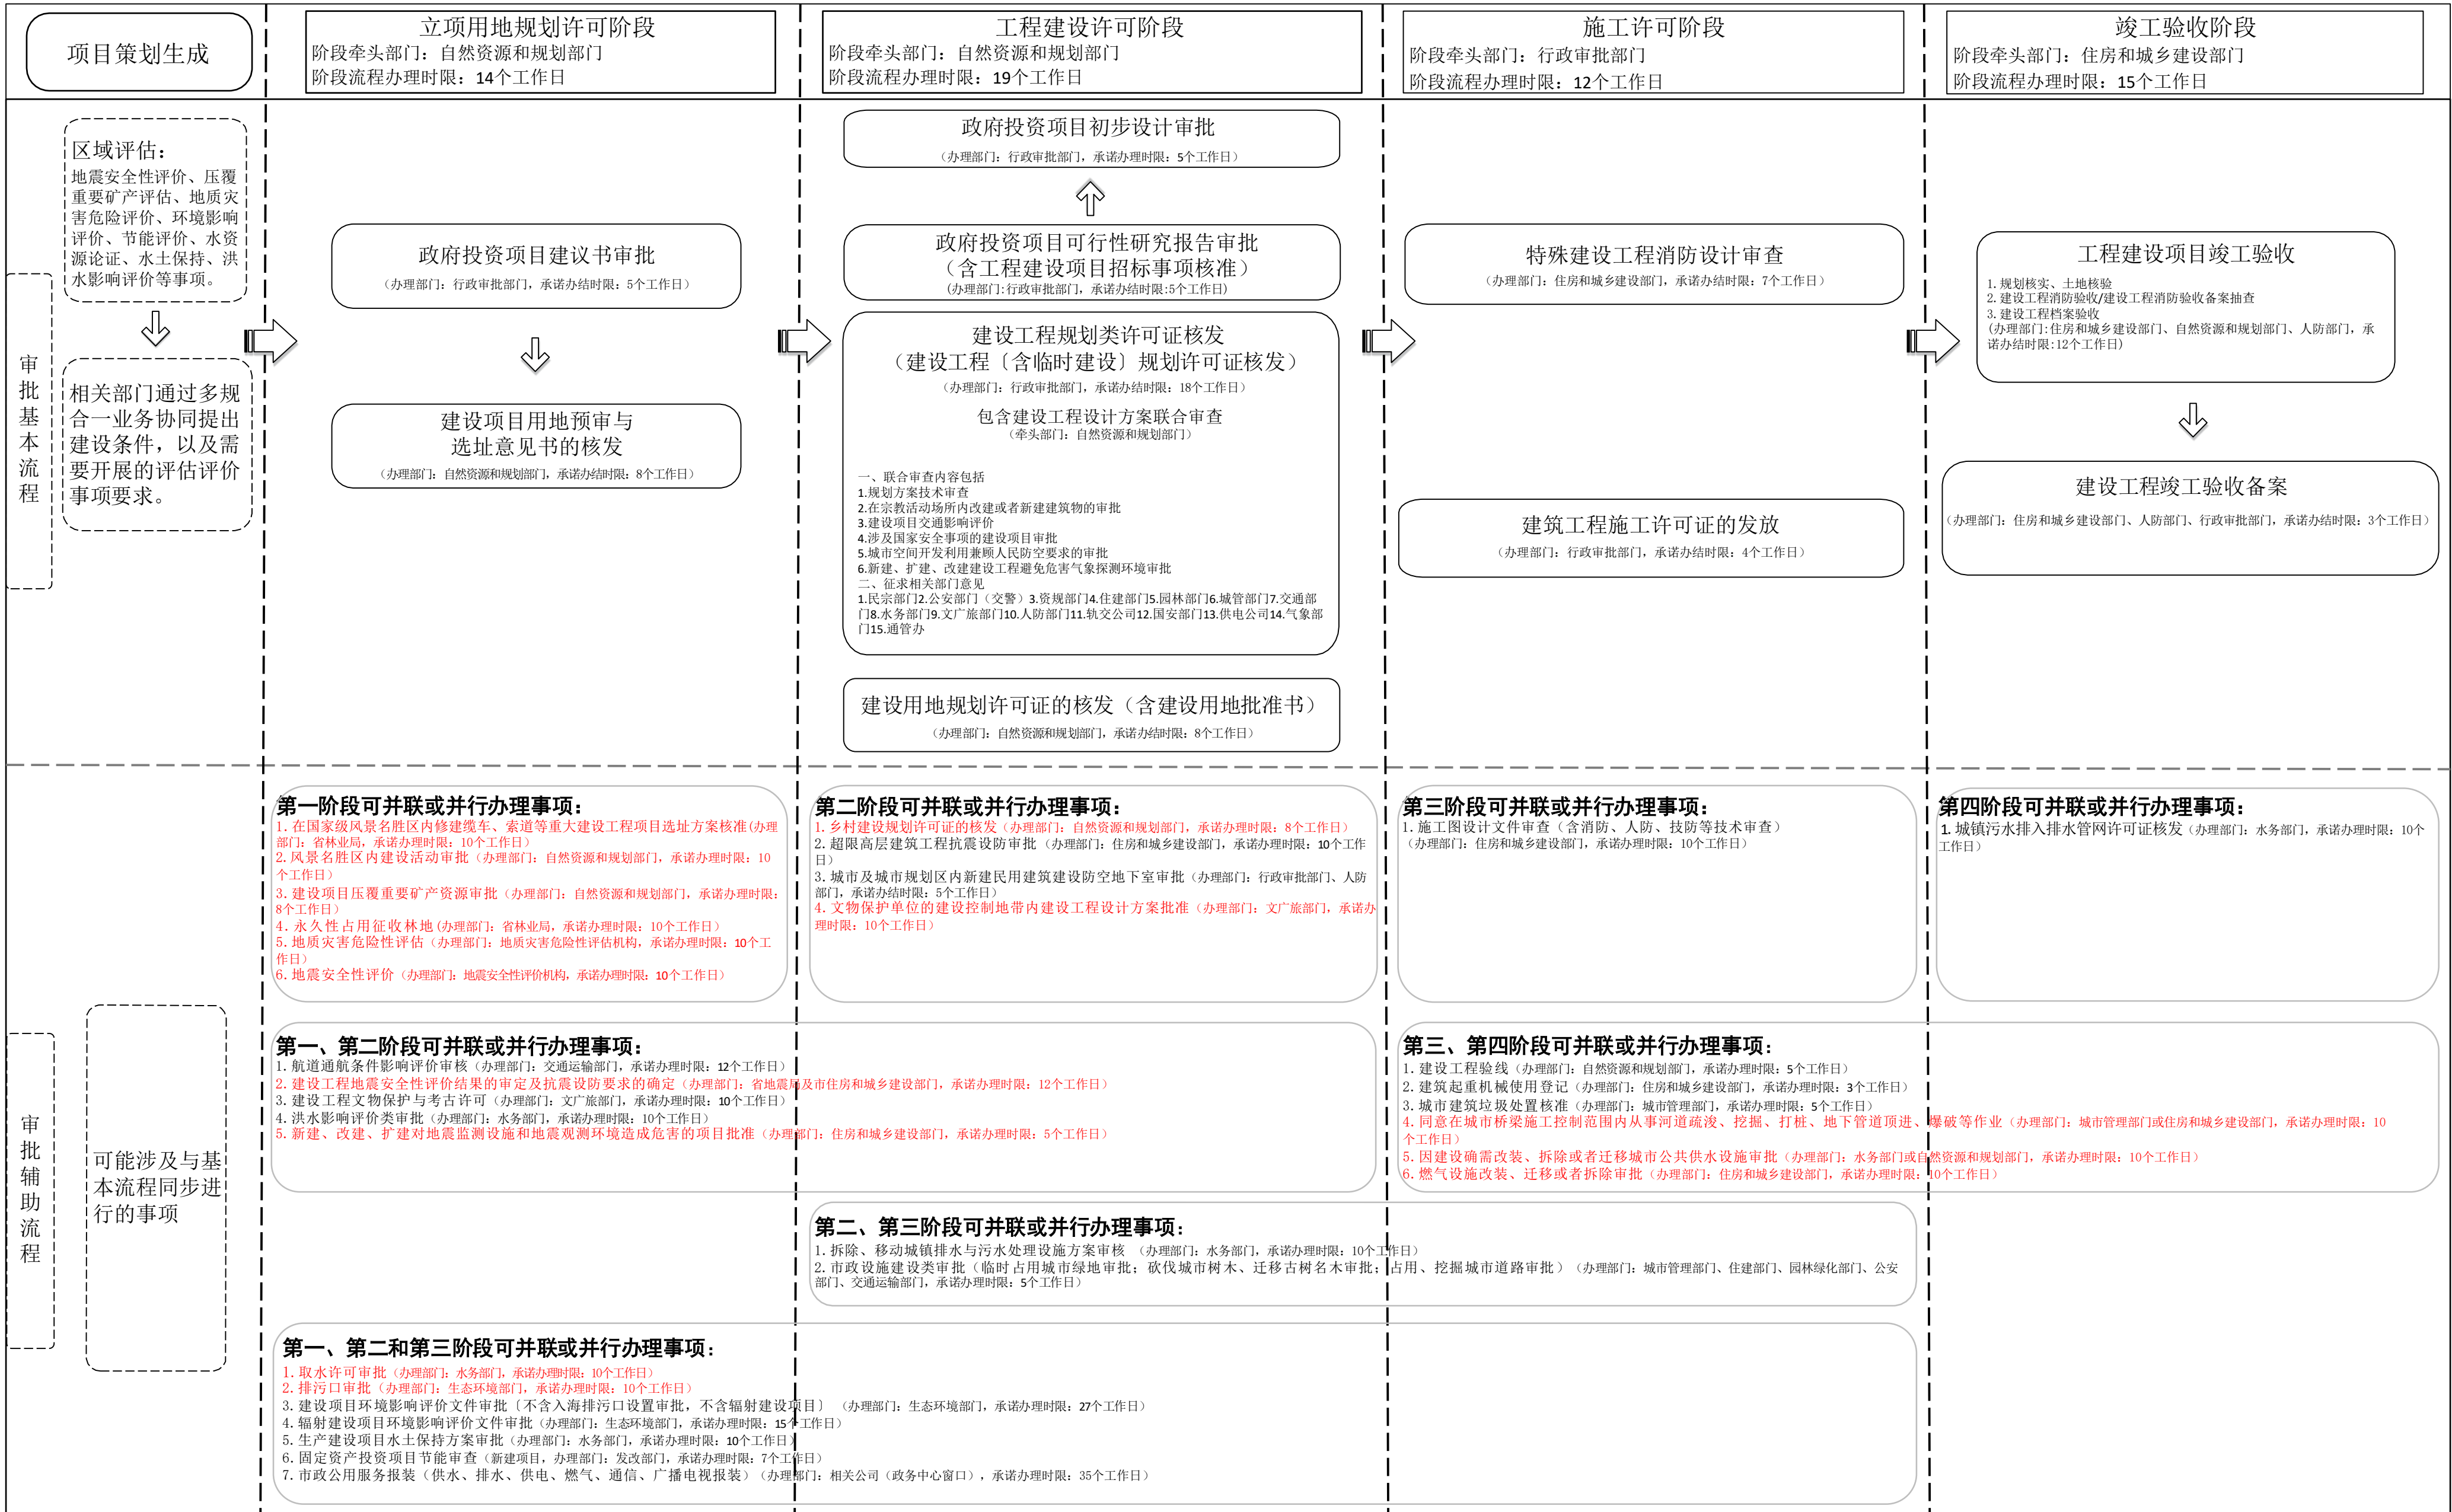 项目策划生成
立项用地规划许可阶段
阶段牵头部门：自然资源和规划部门
阶段流程办理时限：14个工作日
工程建设许可阶段
阶段牵头部门：自然资源和规划部门
阶段流程办理时限：19个工作日
施工许可阶段
阶段牵头部门：行政审批部门
阶段流程办理时限：12个工作日
竣工验收阶段
阶段牵头部门：住房和城乡建设部门
阶段流程办理时限：15个工作日
审批基本流程
区域评估：
地震安全性评价、压覆
重要矿产评估、地质灾
害危险评价、环境影响
评价、节能评价、水资
源论证、水土保持、洪
水影响评价等事项。
相关部门通过多规
合一业务协同提出
建设条件，以及需
要开展的评估评价
事项要求。
政府投资项目建议书审批
（办理部门：行政审批部门，承诺办结时限：5个工作日）
建设项目用地预审与
选址意见书的核发
（办理部门：自然资源和规划部门，承诺办结时限：8个工作日）
政府投资项目初步设计审批
（办理部门：行政审批部门，承诺办理时限：5个工作日）
政府投资项目可行性研究报告审批
（含工程建设项目招标事项核准）
(办理部门:行政审批部门，承诺办结时限:5个工作日)
建设工程规划类许可证核发
（建设工程〔含临时建设〕规划许可证核发）
（办理部门：行政审批部门，承诺办结时限：18个工作日）
包含建设工程设计方案联合审查
（牵头部门：自然资源和规划部门）
一、联合审查内容包括
1.规划方案技术审查
2.在宗教活动场所内改建或者新建建筑物的审批
3.建设项目交通影响评价
4.涉及国家安全事项的建设项目审批
5.城市空间开发利用兼顾人民防空要求的审批
6.新建、扩建、改建建设工程避免危害气象探测环境审批
二、征求相关部门意见
1.民宗部门2.公安部门（交警）3.资规部门4.住建部门5.园林部门6.城管部门7.交通部
门8.水务部门9.文广旅部门10.人防部门11.轨交公司12.国安部门13.供电公司14.气象部
门15.通管办
建设用地规划许可证的核发（含建设用地批准书）
（办理部门：自然资源和规划部门，承诺办结时限：8个工作日）
特殊建设工程消防设计审查
（办理部门：住房和城乡建设部门，承诺办结时限：7个工作日）
建筑工程施工许可证的发放
（办理部门：行政审批部门，承诺办结时限：4个工作日）
工程建设项目竣工验收
1.规划核实、土地核验
2.建设工程消防验收/建设工程消防验收备案抽查
3.建设工程档案验收
(办理部门:住房和城乡建设部门、自然资源和规划部门、人防部门，承
诺办结时限:12个工作日)
建设工程竣工验收备案
（办理部门：住房和城乡建设部门、人防部门、行政审批部门，承诺办结时限：3个工作日）
审批辅助流程
可能涉及与基
本流程同步进
行的事项
第一阶段可并联或并行办理事项：
1.在国家级风景名胜区内修建缆车、索道等重大建设工程项目选址方案核准(办理
部门：省林业局，承诺办理时限：10个工作日）
2.风景名胜区内建设活动审批（办理部门：自然资源和规划部门，承诺办理时限：10
个工作日）
3.建设项目压覆重要矿产资源审批（办理部门：自然资源和规划部门，承诺办理时限：
8个工作日）
4.永久性占用征收林地(办理部门：省林业局，承诺办理时限：10个工作日）
5.地质灾害危险性评估（办理部门：地质灾害危险性评估机构，承诺办理时限：10个工
作日）
6.地震安全性评价（办理部门：地震安全性评价机构，承诺办理时限：10个工作日）
第二阶段可并联或并行办理事项：
1.乡村建设规划许可证的核发（办理部门：自然资源和规划部门，承诺办理时限：8个工作日）
2.超限高层建筑工程抗震设防审批（办理部门：住房和城乡建设部门，承诺办理时限：10个工作
日）
3.城市及城市规划区内新建民用建筑建设防空地下室审批（办理部门：行政审批部门、人防
部门，承诺办结时限：5个工作日）
4.文物保护单位的建设控制地带内建设工程设计方案批准（办理部门：文广旅部门，承诺办
理时限：10个工作日）
第三阶段可并联或并行办理事项：
1.施工图设计文件审查（含消防、人防、技防等技术审查）
（办理部门：住房和城乡建设部门，承诺办理时限：10个工作日）
第四阶段可并联或并行办理事项：
1.城镇污水排入排水管网许可证核发（办理部门：水务部门，承诺办理时限：10个
工作日）
第一、第二阶段可并联或并行办理事项：
1.航道通航条件影响评价审核（办理部门：交通运输部门，承诺办理时限：12个工作日）
2.建设工程地震安全性评价结果的审定及抗震设防要求的确定（办理部门：省地震局及市住房和城乡建设部门，承诺办理时限：12个工作日）
3.建设工程文物保护与考古许可（办理部门：文广旅部门，承诺办理时限：10个工作日）
4.洪水影响评价类审批（办理部门：水务部门，承诺办理时限：10个工作日）
5.新建、改建、扩建对地震监测设施和地震观测环境造成危害的项目批准（办理部门：住房和城乡建设部门，承诺办理时限：5个工作日）
第三、第四阶段可并联或并行办理事项：
1.建设工程验线（办理部门：自然资源和规划部门，承诺办理时限：5个工作日）
2.建筑起重机械使用登记（办理部门：住房和城乡建设部门，承诺办理时限：3个工作日）
3.城市建筑垃圾处置核准（办理部门：城市管理部门，承诺办理时限：5个工作日）
4.同意在城市桥梁施工控制范围内从事河道疏浚、挖掘、打桩、地下管道顶进、爆破等作业（办理部门：城市管理部门或住房和城乡建设部门，承诺办理时限：10
个工作日）
5.因建设确需改装、拆除或者迁移城市公共供水设施审批（办理部门：水务部门或自然资源和规划部门，承诺办理时限：10个工作日）
6.燃气设施改装、迁移或者拆除审批（办理部门：住房和城乡建设部门，承诺办理时限：10个工作日）
第二、第三阶段可并联或并行办理事项：
1.拆除、移动城镇排水与污水处理设施方案审核 （办理部门：水务部门，承诺办理时限：10个工作日）
2.市政设施建设类审批（临时占用城市绿地审批；砍伐城市树木、迁移古树名木审批；占用、挖掘城市道路审批）（办理部门：城市管理部门、住建部门、园林绿化部门、公安
部门、交通运输部门，承诺办理时限：5个工作日）
第一、第二和第三阶段可并联或并行办理事项：
1.取水许可审批（办理部门：水务部门，承诺办理时限：10个工作日）
2.排污口审批（办理部门：生态环境部门，承诺办理时限：10个工作日）
3.建设项目环境影响评价文件审批〔不含入海排污口设置审批，不含辐射建设项目〕（办理部门：生态环境部门，承诺办理时限：27个工作日）
4.辐射建设项目环境影响评价文件审批（办理部门：生态环境部门，承诺办理时限：15个工作日）
5.生产建设项目水土保持方案审批（办理部门：水务部门，承诺办理时限：10个工作日）
6.固定资产投资项目节能审查（新建项目，办理部门：发改部门，承诺办理时限：7个工作日）
7.市政公用服务报装（供水、排水、供电、燃气、通信、广播电视报装）（办理部门：相关公司（政务中心窗口），承诺办理时限：35个工作日）